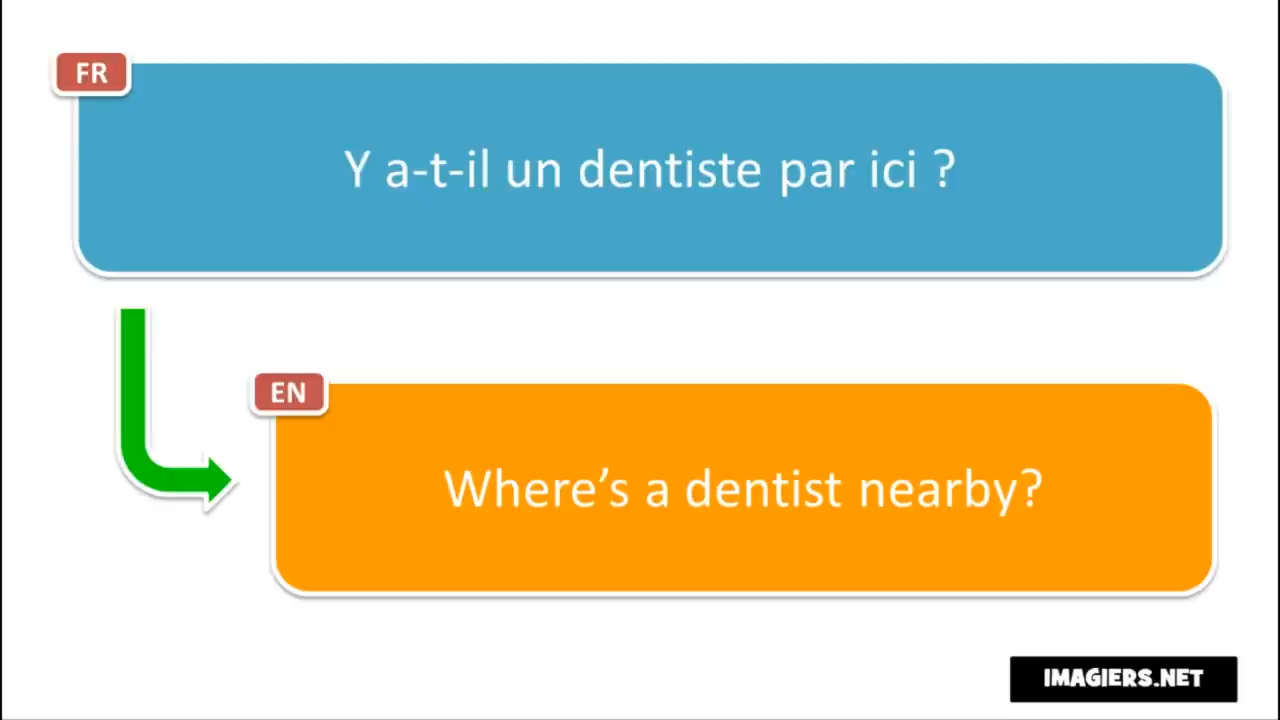 FR
Y a-t-il un dentiste par ici ?
EN
Where’s a dentist nearby?
IMAGIERS.NET